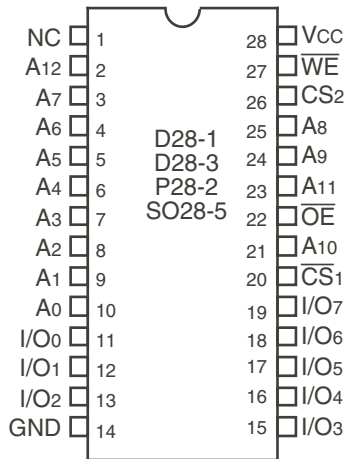 NC 1 28 VCC
A12 2 27 W̅E̅
A7 3 26 CS2
A6 4 25 A8
D28-1
A5 5 24 A9
D28-3
A4 6 P28-2 23 A11
A3 7 SO28-5 22 O̅E̅
A2 8 21 A10
A1 9 20 C̅S̅1
A0 10 19 I/O7
I/O0 11 18 I/O6
I/O1 12 17 I/O5
I/O2 13 16 I/O4
GND 14 15 I/O3